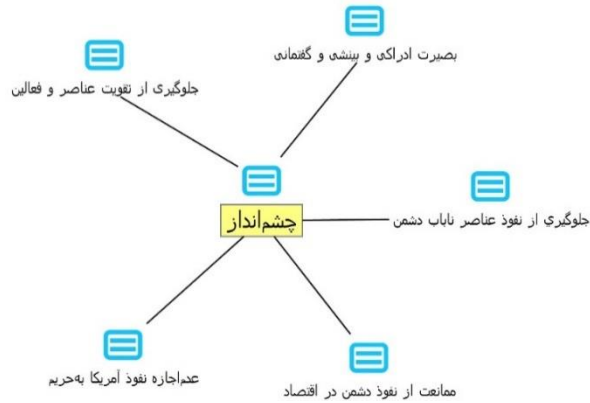 بصیرت ادراکی و بینشی و گفتمانی
جلوگیری از تقویت عناصر و فعالین
چشم‌انداز
جلوگیری از نفوذ عناصر ناباب دشمن
عدم‌اجازه نفوذ آمریکا به‌حریم
ممانعت از نفوذ دشمن در اقتصاد